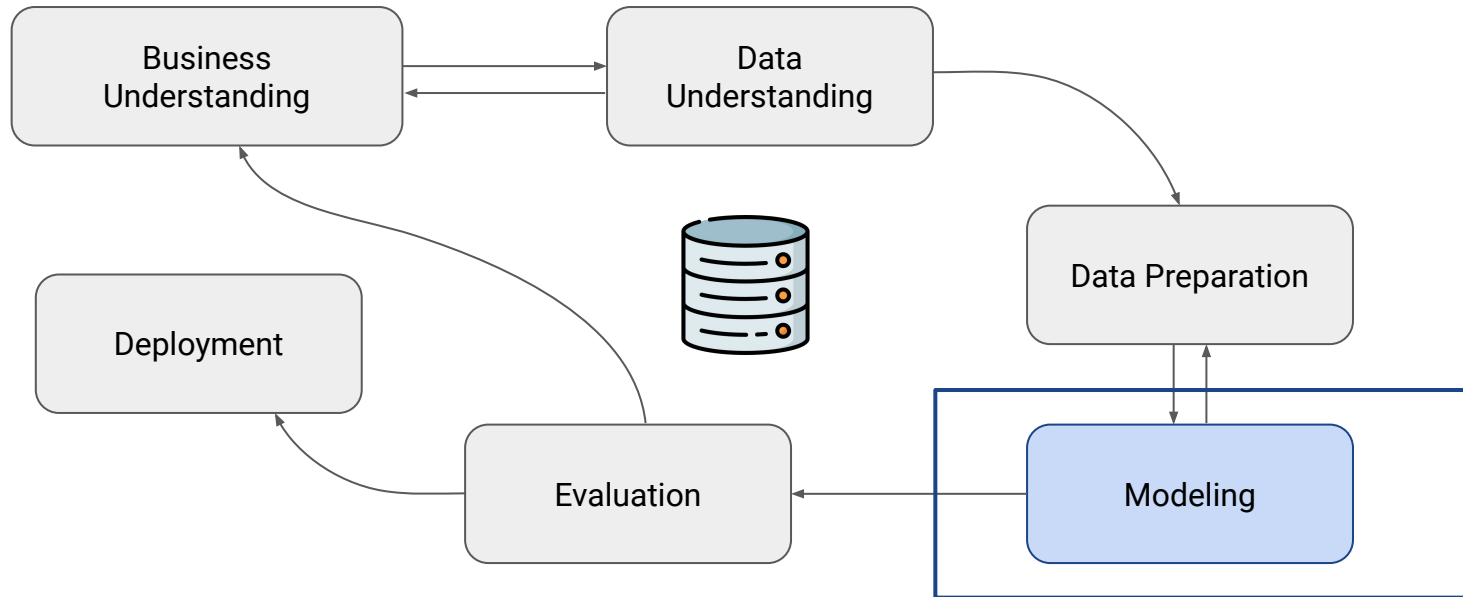 Business
Understanding
Data
Understanding
Data Preparation
Deployment
Evaluation
Modeling